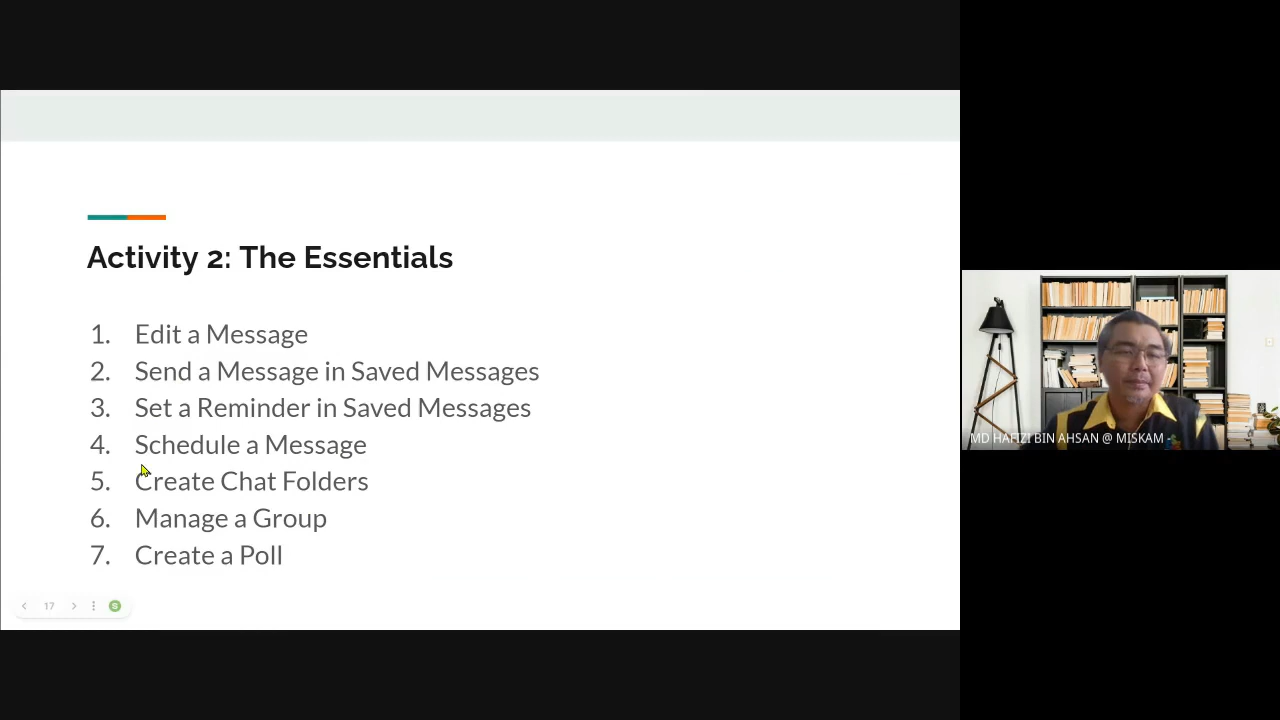 Activity 2: The Essentials
1. Edit a Message
2. Send a Message in Saved Messages
3. Set a Reminder in Saved Messages
4. Schedule a Message
5. Create Chat Folders
6. Manage a Group
7. Create a Poll
17
S
MD HAFIZI BIN AHSAN @ MISKAM -